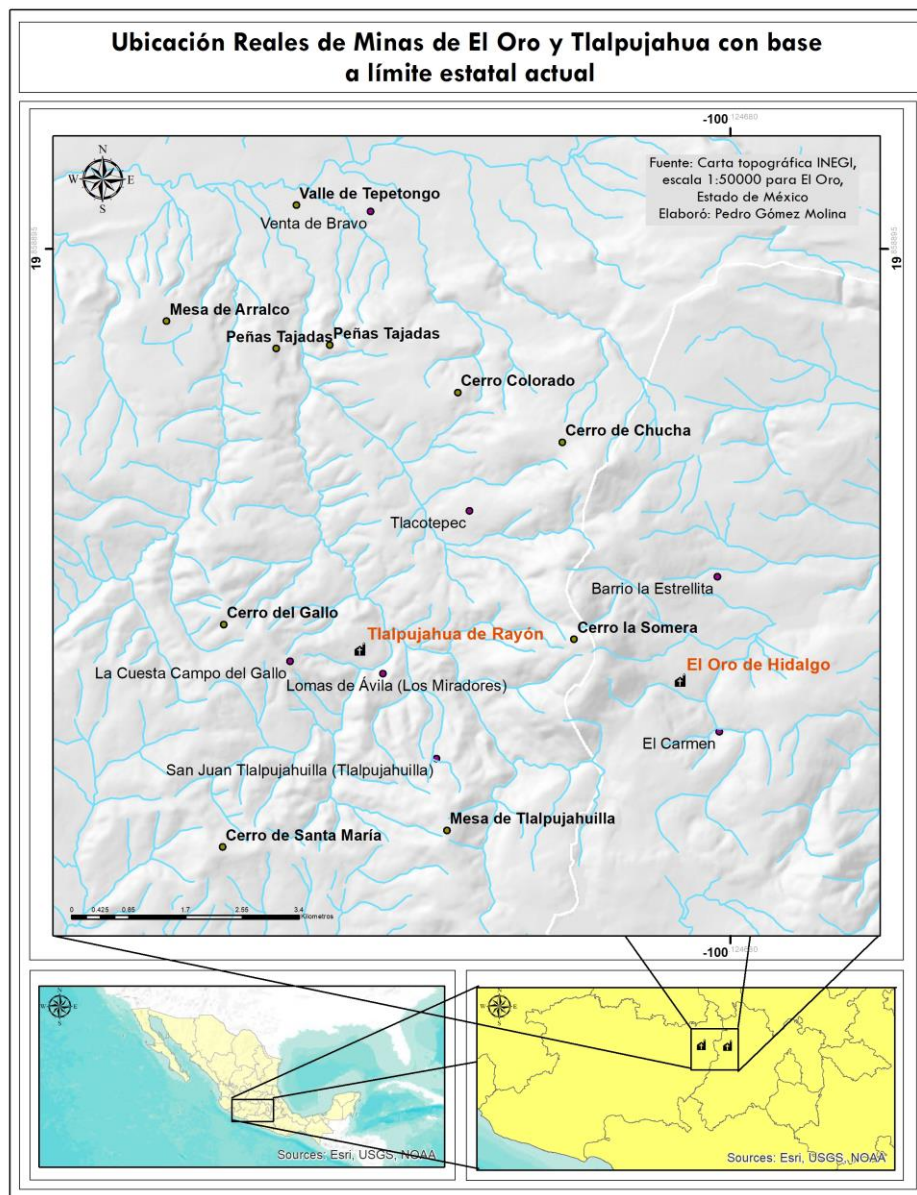 Ubicación Reales de Minas de El Oro y Tlalpujahua con base
a límite estatal actual
-100 124680
N
W E
S
Fuente: Carta topográfica INEGI,
escala 1:50000 para El Oro,
Estado de México
Elaboró: Pedro Gómez Molina
Valle de Tepetongo
Venta de Bravo
19 858895
19 858895
Mesa de Arralco
Peñas Tajadas
Peñas Tajadas
Cerro Colorado
Cerro de Chucha
Tlacotepec
Barrio la Estrellita
Cerro del Gallo
Tlalpujahua de Rayón
Cerro la Somera
La Cuesta Campo del Gallo
Lomas de Ávila (Los Miradores)
El Oro de Hidalgo
El Carmen
San Juan Tlalpujahuilla (Tlalpujahuilla)
Mesa de Tlalpujahuilla
Cerro de Santa María
0 0.425 0.85 1.7 2.55 3.4
Kilometros
-100 124680
N
W E
S
Sources: Esri, USGS, NOAA
N
W E
S
Sources: Esri, USGS, NOAA